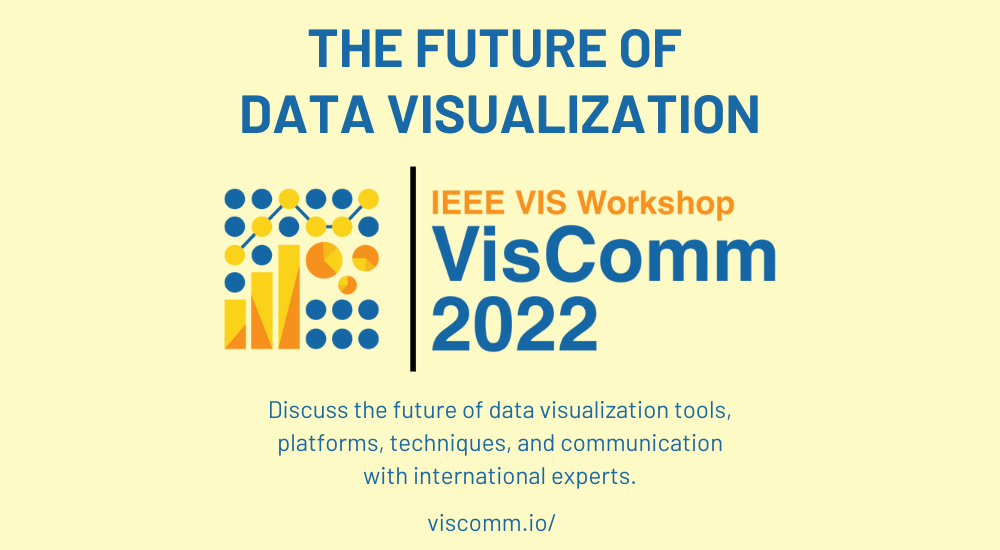 THE FUTURE OF
DATA VISUALIZATION
IEEE VIS Workshop
VisComm
2022
Discuss the future of data visualization tools,
platforms, techniques, and communication
with international experts.
viscomm.io/